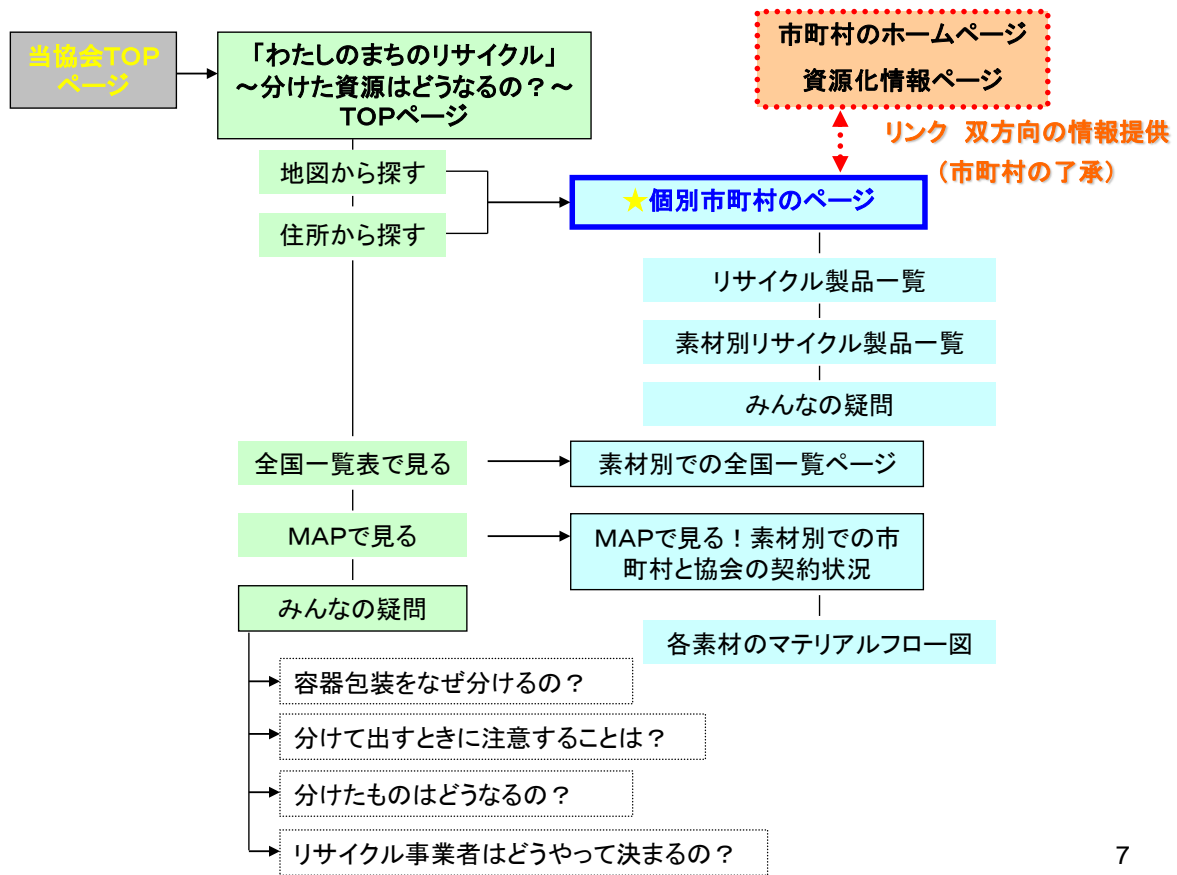 当協会TOP
ページ
「わたしのまちのリサイクル」
～分けた資源はどうなるの？～
TOPページ
市町村のホームページ
資源化情報ページ
リンク 双方向の情報提供
（市町村の了承）
地図から探す
住所から探す
★個別市町村のページ
リサイクル製品一覧
素材別リサイクル製品一覧
みんなの疑問
全国一覧表で見る
素材別での全国一覧ページ
MAPで見る
MAPで見る！素材別での市
町村と協会の契約状況
みんなの疑問
各素材のマテリアルフロー図
容器包装をなぜ分けるの？
分けて出すときに注意することは？
分けたものはどうなるの？
リサイクル事業者はどうやって決まるの？
7